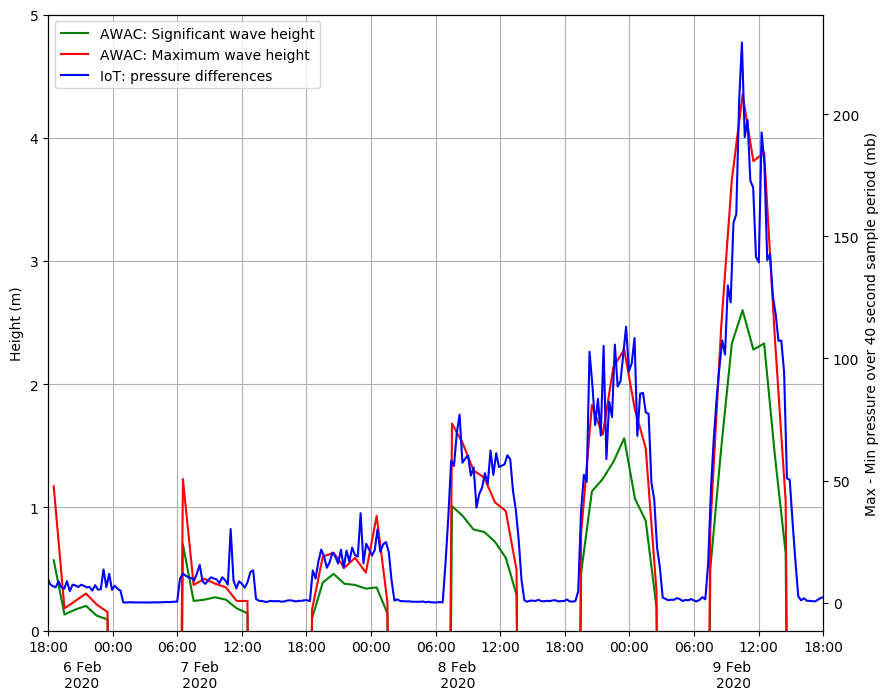 AWAC: Significant wave height
AWAC: Maximum wave height
IoT: pressure differences
Height (m)
5
4
3
2
1
0
Max - Min pressure over 40 second sample period (mb)
200
150
100
50
0
18:00 00:00 06:00 12:00 18:00 00:00 06:00 12:00 18:00 00:00 06:00 12:00 18:00
6 Feb 7 Feb 8 Feb 9 Feb
2020 2020 2020 2020